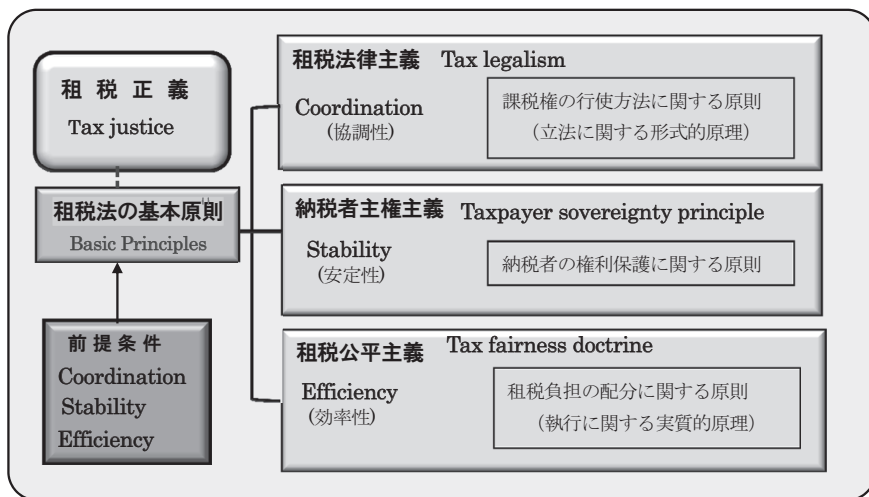 租税正義
Tax justice
租税法の基本原則
Basic Principles
前提条件
Coordination
Stability
Efficiency
租税法律主義 Tax legalism
Coordination
(協調性)
課税権の行使方法に関する原則
(立法に関する形式的原理)
納税者主権主義 Taxpayer sovereignty principle
Stability
(安定性)
納税者の権利保護に関する原則
租税公平主義 Tax fairness doctrine
Efficiency
(効率性)
租税負担の配分に関する原則
(執行に関する実質的原理)